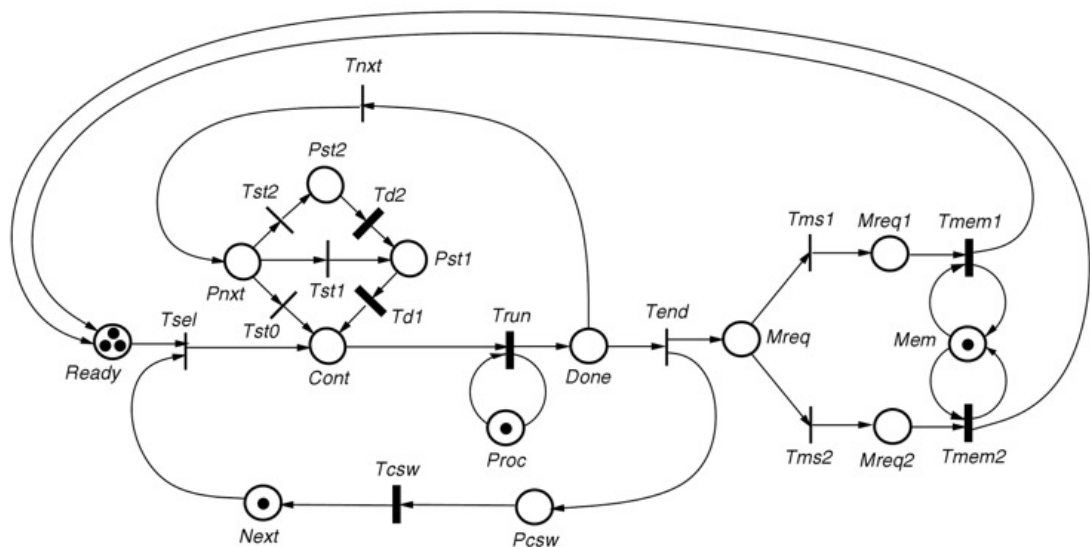 Tnxt
Pst2
Tst2
Td2
Tms1
Mreq1
Tmem1
Pst1
Pnxt
Tst1
Tst0
Td1
Tsel
Trun
Tend
Ready
Cont
Done
Mreq
Mem
Proc
Tms2
Mreq2
Tmem2
Tcsw
Next
Pcsw